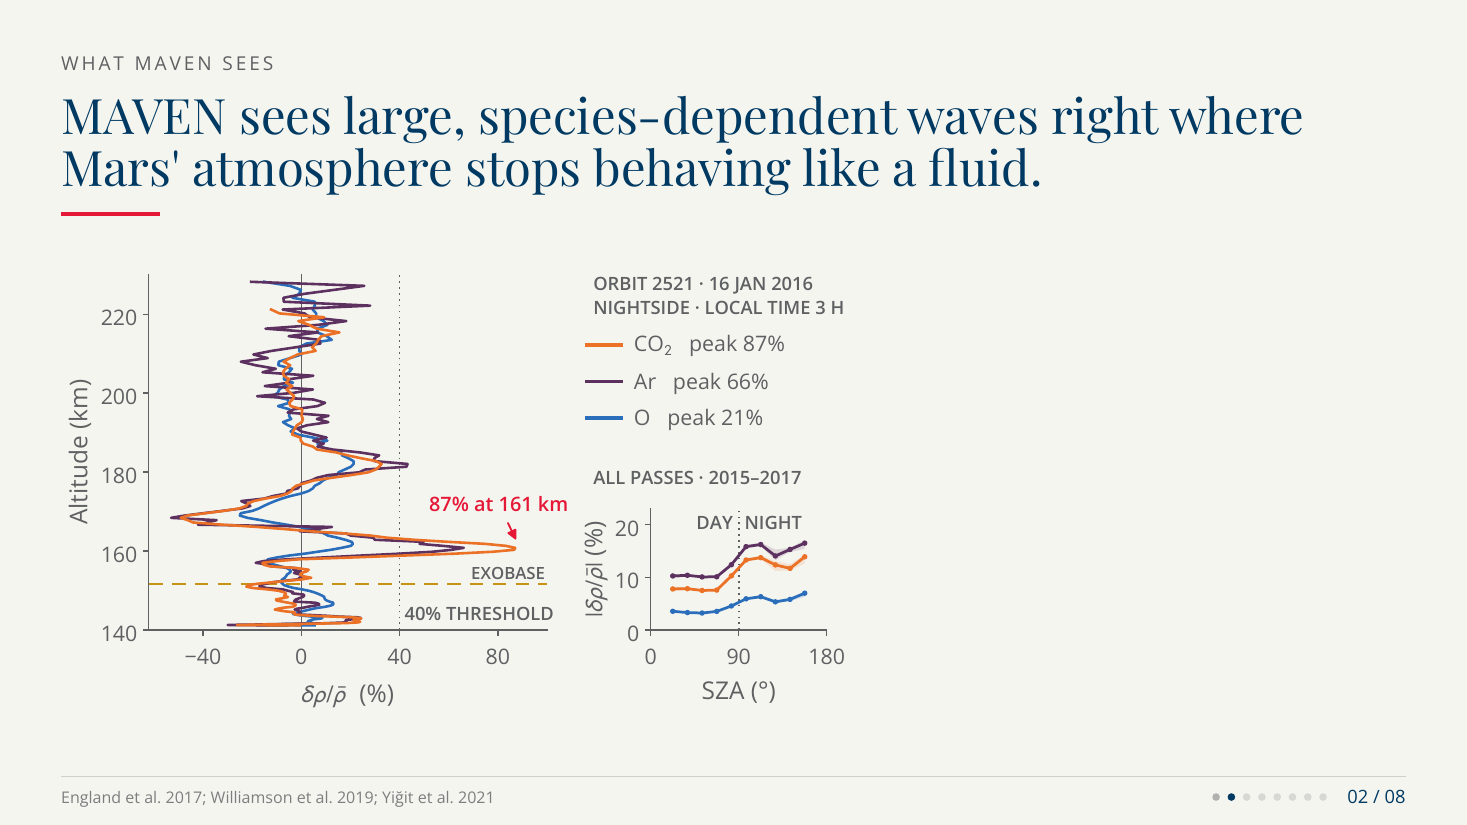 WHAT MAVEN SEES
MAVEN sees large, species-dependent waves right where
Mars' atmosphere stops behaving like a fluid.
Altitude (km)
220
200
180
160
140
−40
0
40
80
δρ/ρ̄ (%)
87% at 161 km
EXOBASE
40% THRESHOLD
ORBIT 2521 · 16 JAN 2016
NIGHTSIDE · LOCAL TIME 3 H
CO₂ peak 87%
Ar peak 66%
O peak 21%
ALL PASSES · 2015–2017
|δρ/ρ̄| (%)
20
10
0
DAY
NIGHT
0
90
180
SZA (°)
England et al. 2017; Williamson et al. 2019; Yiğit et al. 2021
02 / 08